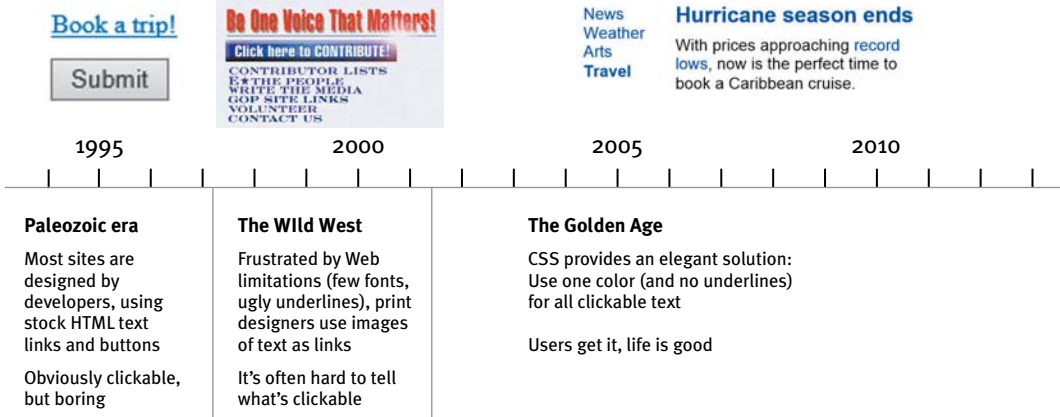 Book a trip!
Submit
Be One Voice That Matters!
Click here to CONTRIBUTE!
CONTRIBUTOR LISTS
E★THE PEOPLE
WRITE THE MEDIA
GOP SITE LINKS
VOLUNTEER
CONTACT US
News
Weather
Arts
Travel
Hurricane season ends
With prices approaching record
lows, now is the perfect time to
book a Caribbean cruise.
1995
2000
2005
2010
Paleozoic era
Most sites are
designed by
developers, using
stock HTML text
links and buttons
Obviously clickable,
but boring
The WIld West
Frustrated by Web
limitations (few fonts,
ugly underlines), print
designers use images
of text as links
It's often hard to tell
what's clickable
The Golden Age
CSS provides an elegant solution:
Use one color (and no underlines)
for all clickable text
Users get it, life is good